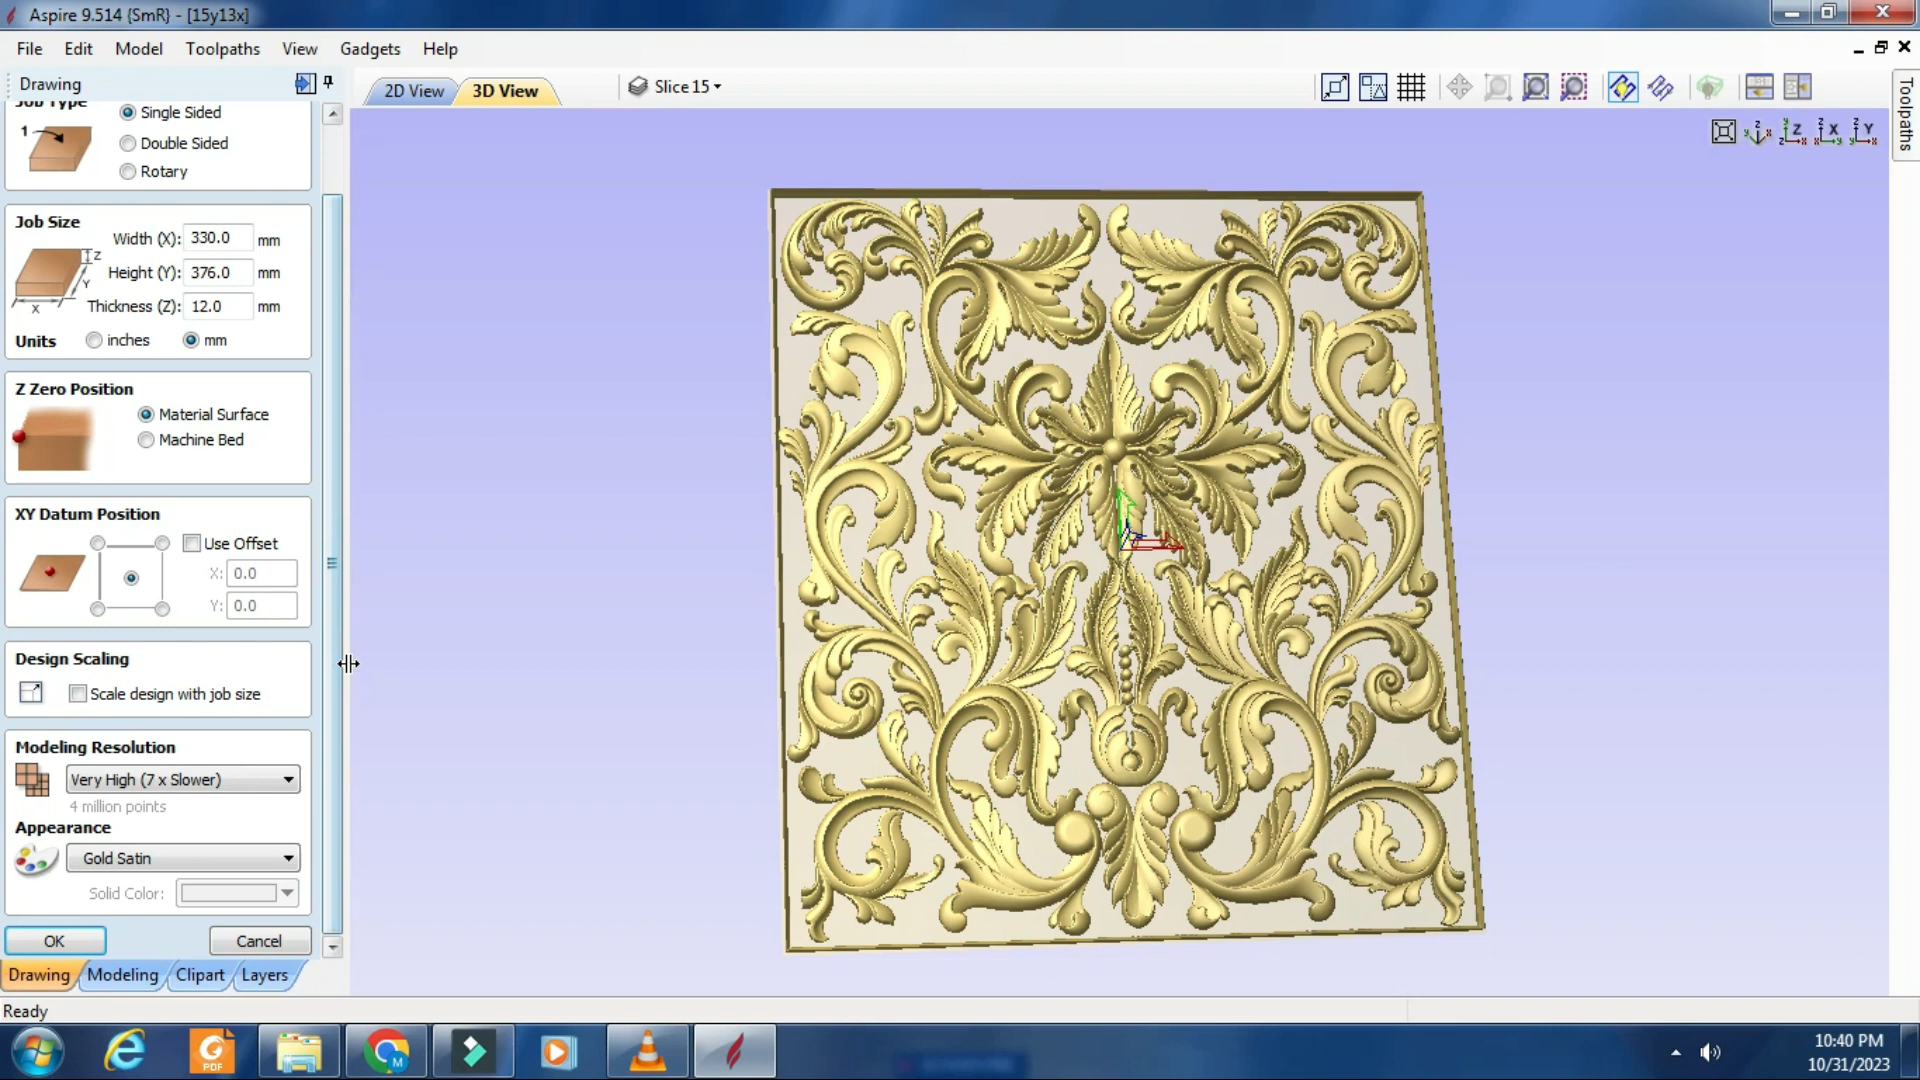 Aspire 9.514 {SmR} - [15y13x]
File Edit Model Toolpaths View Gadgets Help
Drawing
2D View 3D View Slice 15
Toolpaths
Job Type
Single Sided
Double Sided
Rotary
1
Job Size
Width (X): 330.0 mm
Height (Y): 376.0 mm
Thickness (Z): 12.0 mm
Z
Y
X
Units inches mm
Z Zero Position
Material Surface
Machine Bed
XY Datum Position
Use Offset
X: 0.0
Y: 0.0
Design Scaling
Scale design with job size
Modeling Resolution
Very High (7 x Slower)
4 million points
Appearance
Gold Satin
Solid Color:
OK Cancel
Drawing Modeling Clipart Layers
Ready
PDF
M
10:40 PM
10/31/2023